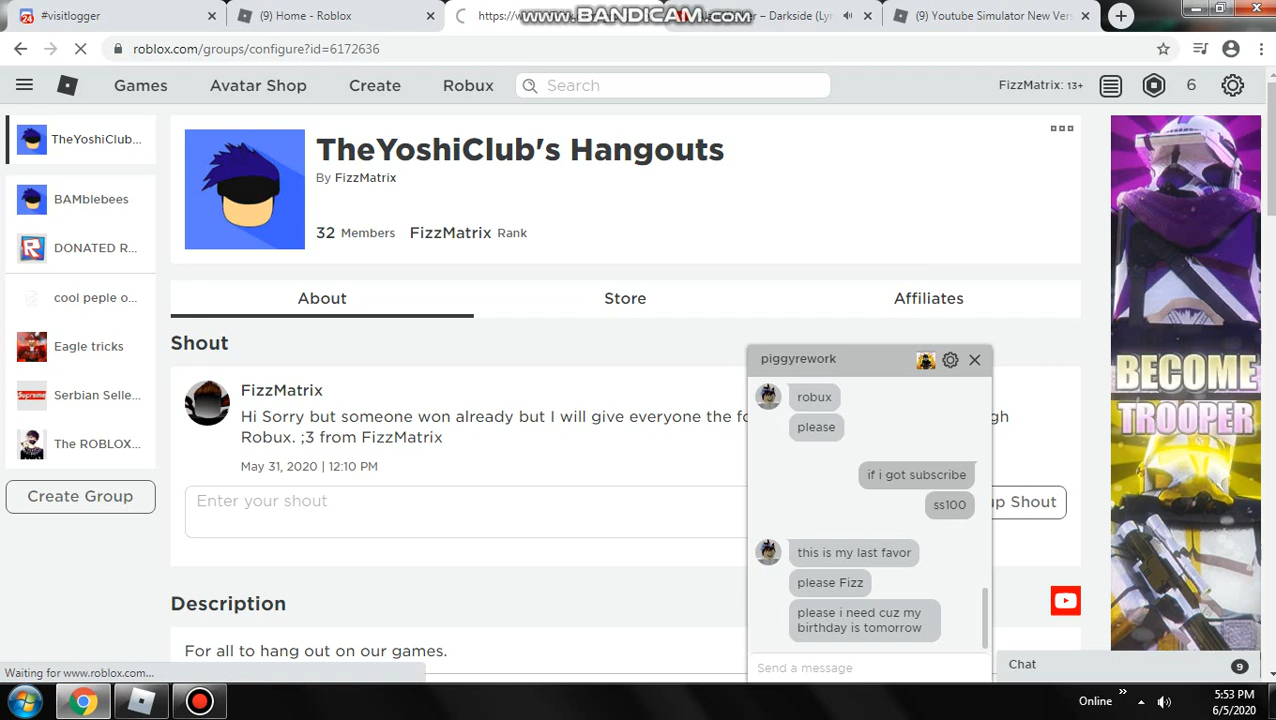 #visitlogger
(9) Home - Roblox
https://w
www.BANDICAM.com
– Darkside (Lyr
(9) Youtube Simulator New Vers
roblox.com/groups/configure?id=6172636
Games
Avatar Shop
Create
Robux
Search
FizzMatrix: 13+
6
TheYoshiClub...
BAMblebees
DONATED R...
cool peple o...
Eagle tricks
Serbian Selle...
The ROBLOX...
Create Group
TheYoshiClub's Hangouts
By FizzMatrix
32 Members FizzMatrix Rank
About
Store
Affiliates
Shout
FizzMatrix
Hi Sorry but someone won already but I will give everyone the fo
gh
Robux. ;3 from FizzMatrix
May 31, 2020 | 12:10 PM
Enter your shout
up Shout
Description
For all to hang out on our games.
piggyrework
robux
please
if i got subscribe
ss100
this is my last favor
please Fizz
please i need cuz my
birthday is tomorrow
Send a message
Chat
9
BECOME
TROOPER
Waiting for www.roblox.com...
Online
5:53 PM
6/5/2020